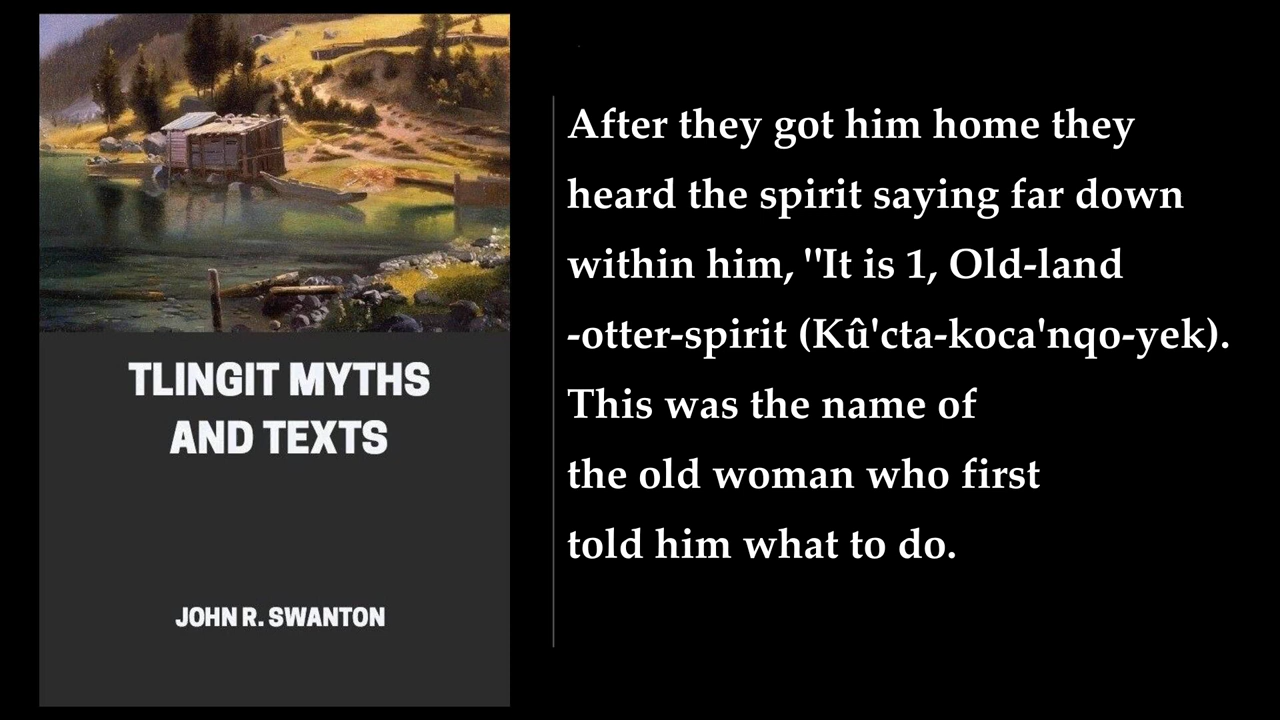 TLINGIT MYTHS
AND TEXTS
JOHN R. SWANTON
After they got him home they
heard the spirit saying far down
within him, "It is 1, Old-land
-otter-spirit (Kû'cta-koca'nqo-yek).
This was the name of
the old woman who first
told him what to do.